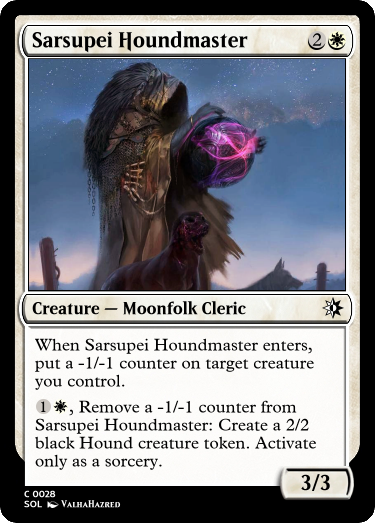 Sarsupei Houndmaster 2
Creature — Moonfolk Cleric
When Sarsupei Houndmaster enters,
put a -1/-1 counter on target creature
you control.
1 , Remove a -1/-1 counter from
Sarsupei Houndmaster: Create a 2/2
black Hound creature token. Activate
only as a sorcery.
3/3
C 0028
SOL ValhaHazred